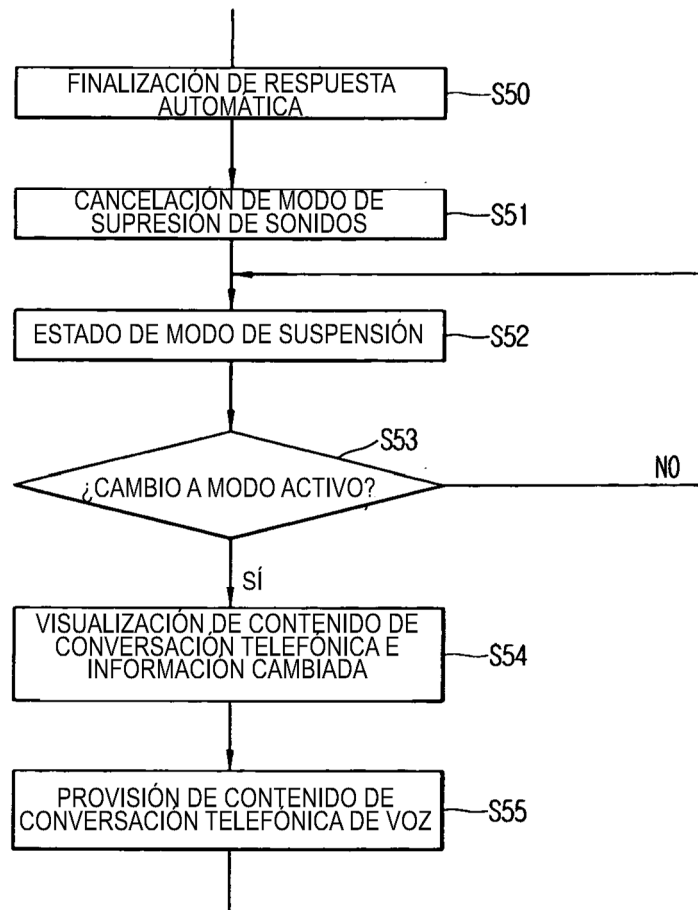 FINALIZACIÓN DE RESPUESTA
AUTOMÁTICA
S50
CANCELACIÓN DE MODO DE
SUPRESIÓN DE SONIDOS
S51
ESTADO DE MODO DE SUSPENSIÓN
S52
S53
¿CAMBIO A MODO ACTIVO?
NO
SÍ
VISUALIZACIÓN DE CONTENIDO DE
CONVERSACIÓN TELEFÓNICA E
INFORMACIÓN CAMBIADA
S54
PROVISIÓN DE CONTENIDO DE
CONVERSACIÓN TELEFÓNICA DE VOZ
S55